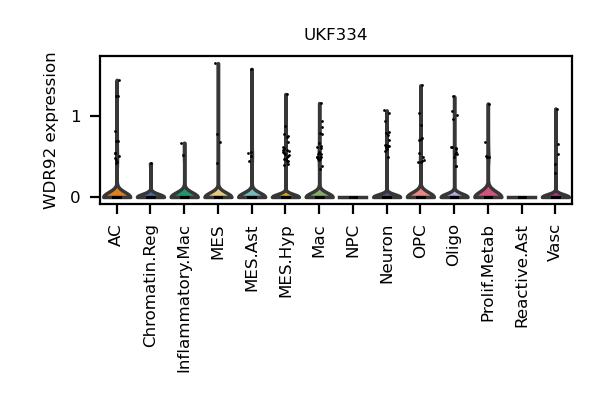 UKF334
WDR92 expression
1
0
AC
Chromatin.Reg
Inflammatory.Mac
MES
MES.Ast
MES.Hyp
Mac
NPC
Neuron
OPC
Oligo
Prolif.Metab
Reactive.Ast
Vasc